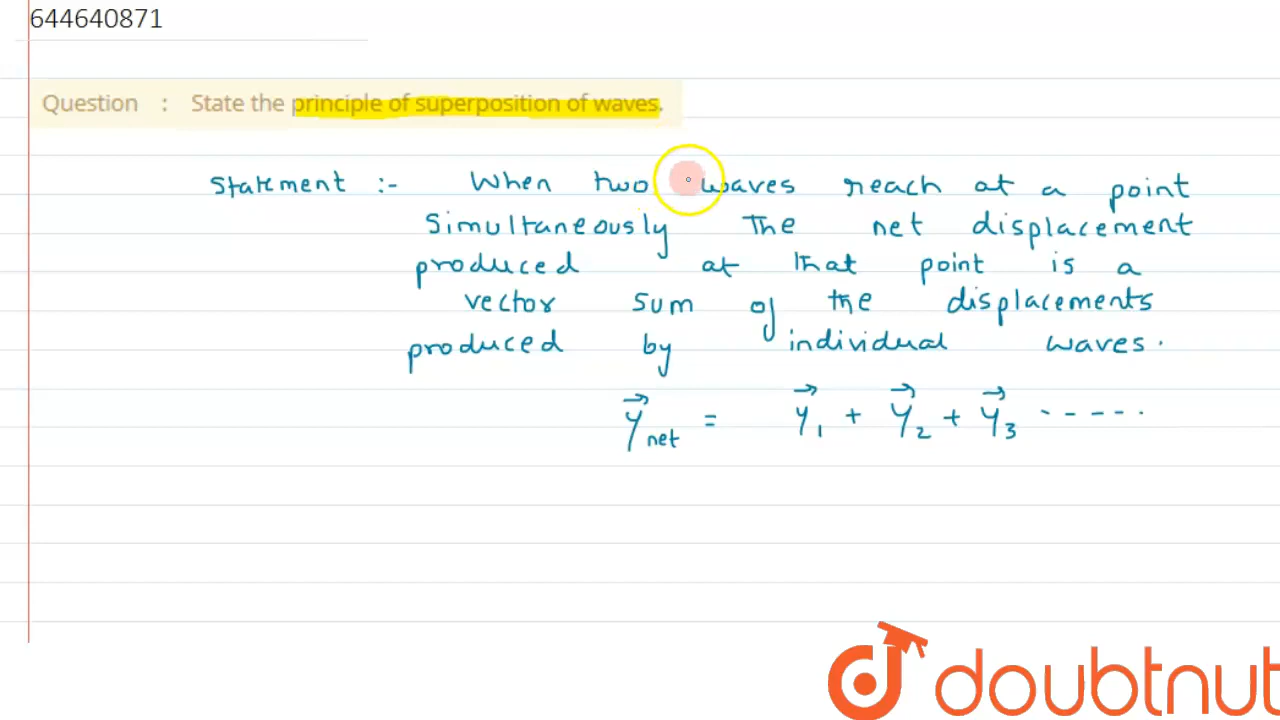 644640871
Question : State the principle of superposition of waves.
Statement :- When two waves reach at a point
Simultaneously The net displacement
produced at that point is a
vector sum of the displacements
produced by individual waves.
y⃗net = y⃗1 + y⃗2 + y⃗3 -----.
doubtnut